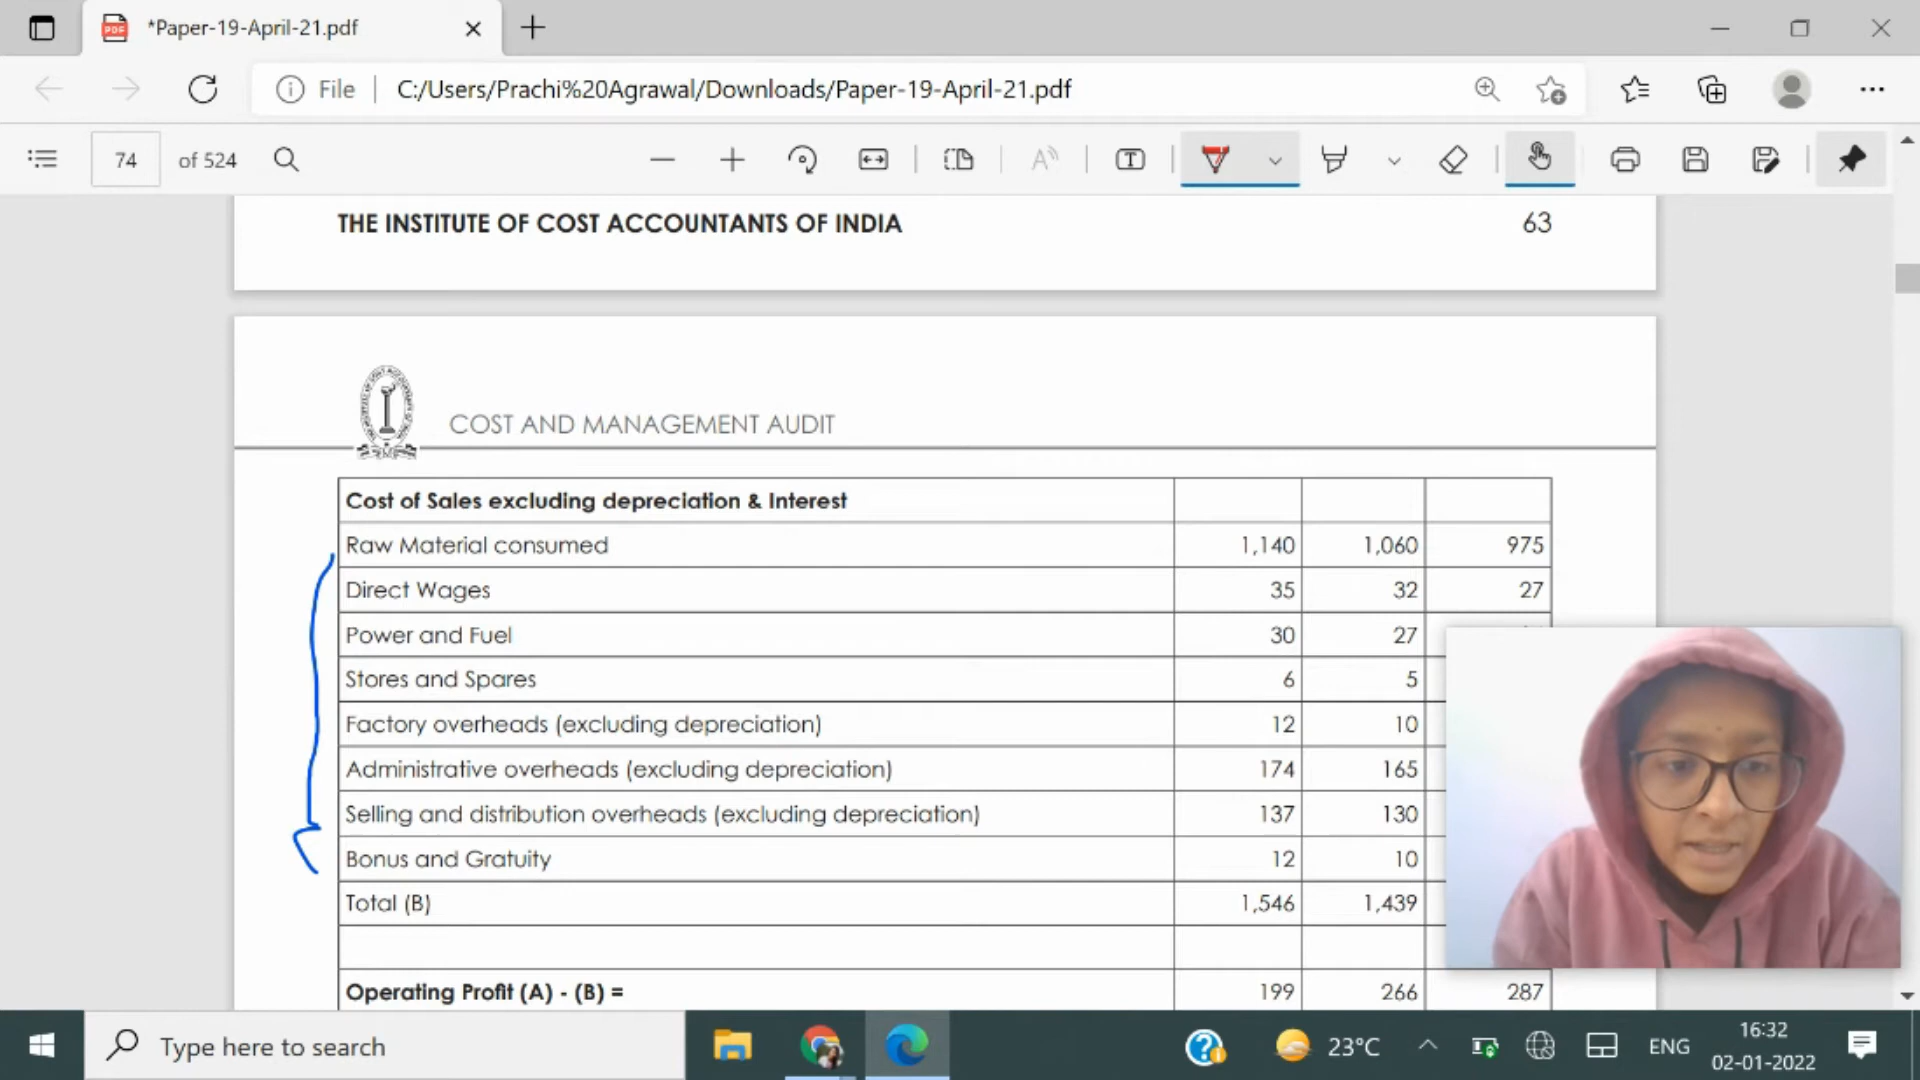 *Paper-19-April-21.pdf
File C:/Users/Prachi%20Agrawal/Downloads/Paper-19-April-21.pdf
74 of 524
THE INSTITUTE OF COST ACCOUNTANTS OF INDIA 63
COST AND MANAGEMENT AUDIT
Cost of Sales excluding depreciation & Interest
Raw Material consumed 1,140 1,060 975
Direct Wages 35 32 27
Power and Fuel 30 27
Stores and Spares 6 5
Factory overheads (excluding depreciation) 12 10
Administrative overheads (excluding depreciation) 174 165
Selling and distribution overheads (excluding depreciation) 137 130
Bonus and Gratuity 12 10
Total (B) 1,546 1,439
Operating Profit (A) - (B) = 199 266 287
Type here to search 23°C ENG 16:32
02-01-2022